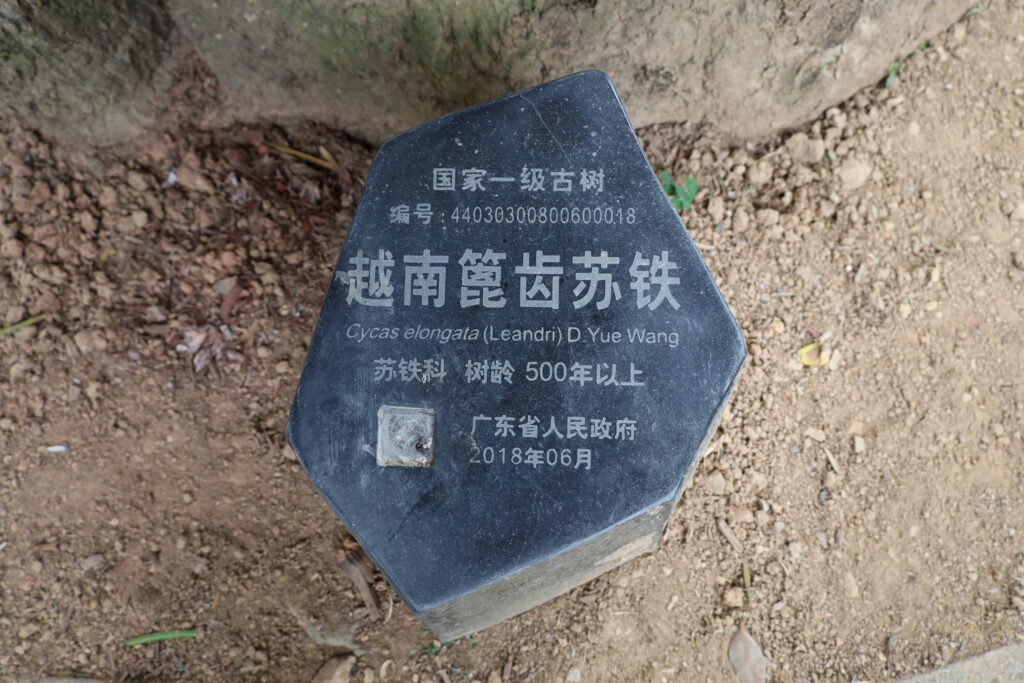 国家一级古树
编号：44030300800600018
越南篦齿苏铁
Cycas elongata (Leandri) D.Yue Wang
苏铁科 树龄 500年以上
广东省人民政府
2018年06月